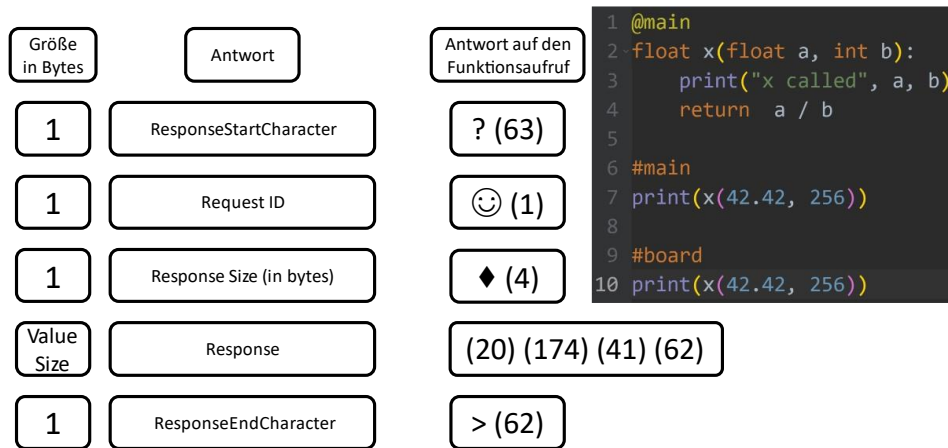 Größe
in Bytes
Antwort
Antwort auf den
Funktionsaufruf
1
ResponseStartCharacter
? (63)
1
Request ID
☺ (1)
1
Response Size (in bytes)
♦ (4)
Value
Size
Response
(20) (174) (41) (62)
1
ResponseEndCharacter
> (62)
1 @main
2 float x(float a, int b):
3     print("x called", a, b)
4     return  a / b
5
6 #main
7 print(x(42.42, 256))
8
9 #board
10 print(x(42.42, 256))